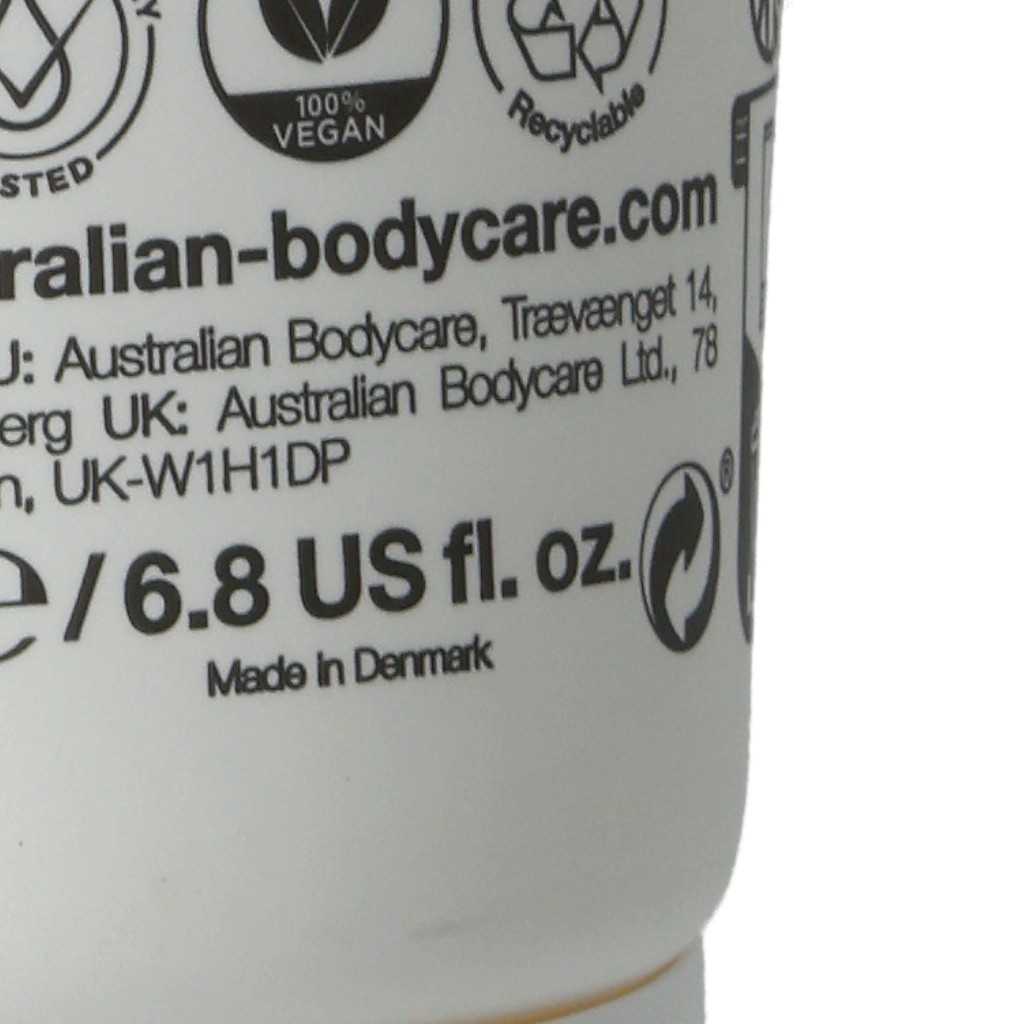 100%
VEGAN
Recyclable
STED
ralian-bodycare.com
U: Australian Bodycare, Trævænget 14,
erg UK: Australian Bodycare Ltd., 78
n, UK-W1H1DP
e / 6.8 US fl. oz. ®
Made in Denmark